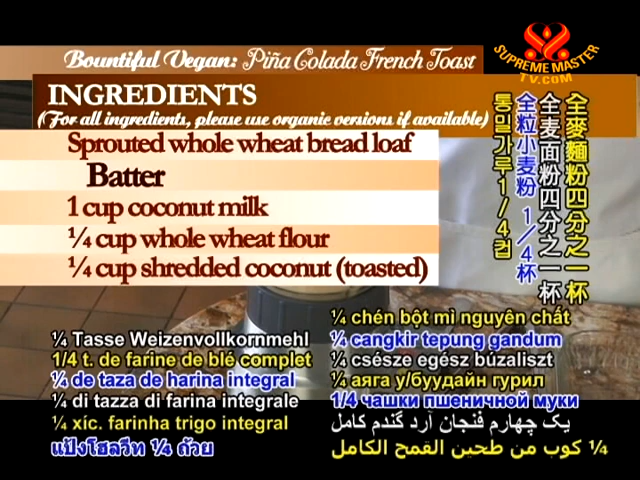 Bountiful Vegan: Piña Colada French Toast
SUPREME MASTER
TV.COM
INGREDIENTS
(For all ingredients, please use organic versions if available)
Sprouted whole wheat bread loaf
Batter
1 cup coconut milk
¼ cup whole wheat flour
¼ cup shredded coconut (toasted)
全麥麵粉四分之一杯
全麦面粉四分之一杯
全粒小麦粉 1/4杯
통밀가루1/4컵
¼ Tasse Weizenvollkornmehl
1/4 t. de farine de blé complet
¼ de taza de harina integral
¼ di tazza di farina integrale
¼ xíc. farinha trigo integral
แป้งโฮลวีท ¼ ถ้วย
¼ chén bột mì nguyên chất
¼ cangkir tepung gandum
¼ csésze egész búzaliszt
¼ аяга у/буудайн гурил
1/4 чашки пшеничной муки
یک چهارم فنجان آرد گندم کامل
¼ كوب من طحين القمح الكامل